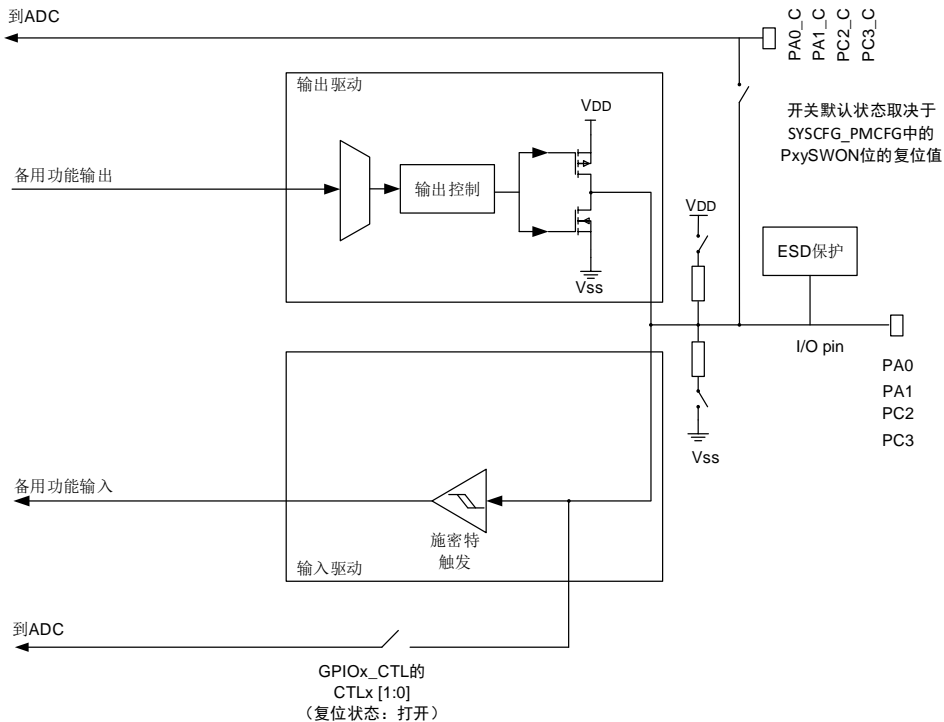 到ADC
PA0_C
PA1_C
PC2_C
PC3_C
输出驱动
VDD
开关默认状态取决于
SYSCFG_PMCFG中的
PxySWON位的复位值
备用功能输出
输出控制
VDD
ESD保护
Vss
I/O pin
PA0
PA1
PC2
PC3
Vss
备用功能输入
施密特
触发
输入驱动
到ADC
GPIOx_CTL的
CTLx [1:0]
（复位状态：打开）